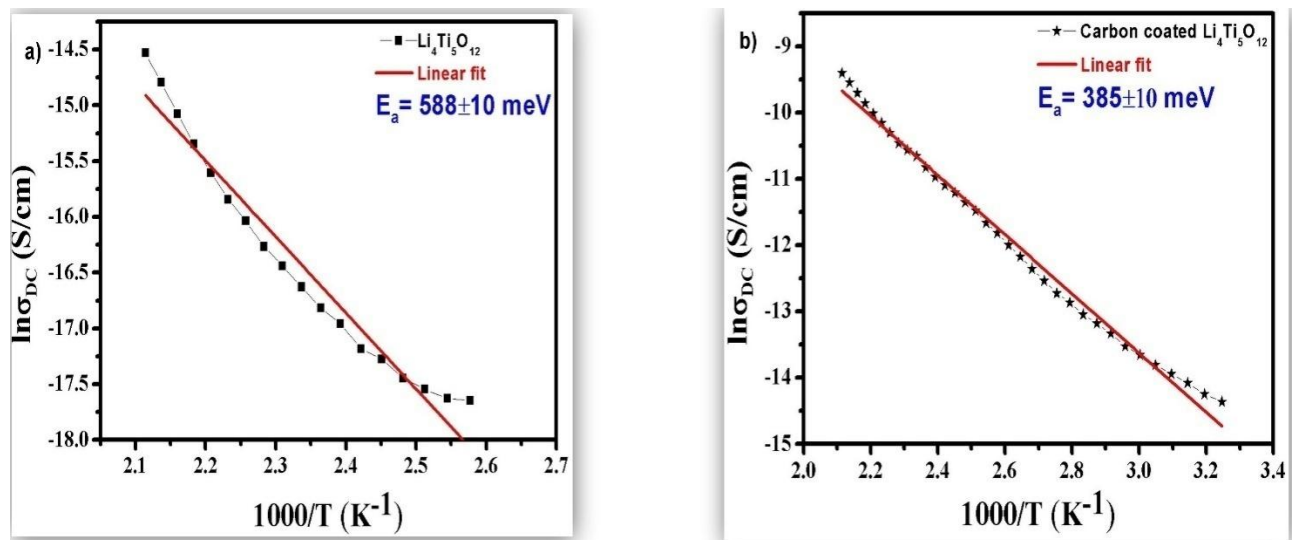 a)
Li₄Ti₅O₁₂
Linear fit
Eₐ= 588±10 meV
lnσ_DC (S/cm)
-14.5
-15.0
-15.5
-16.0
-16.5
-17.0
-17.5
-18.0
2.1 2.2 2.3 2.4 2.5 2.6 2.7
1000/T (K⁻¹)
b)
Carbon coated Li₄Ti₅O₁₂
Linear fit
Eₐ= 385±10 meV
lnσ_DC (S/cm)
-9
-10
-11
-12
-13
-14
-15
2.0 2.2 2.4 2.6 2.8 3.0 3.2 3.4
1000/T (K⁻¹)